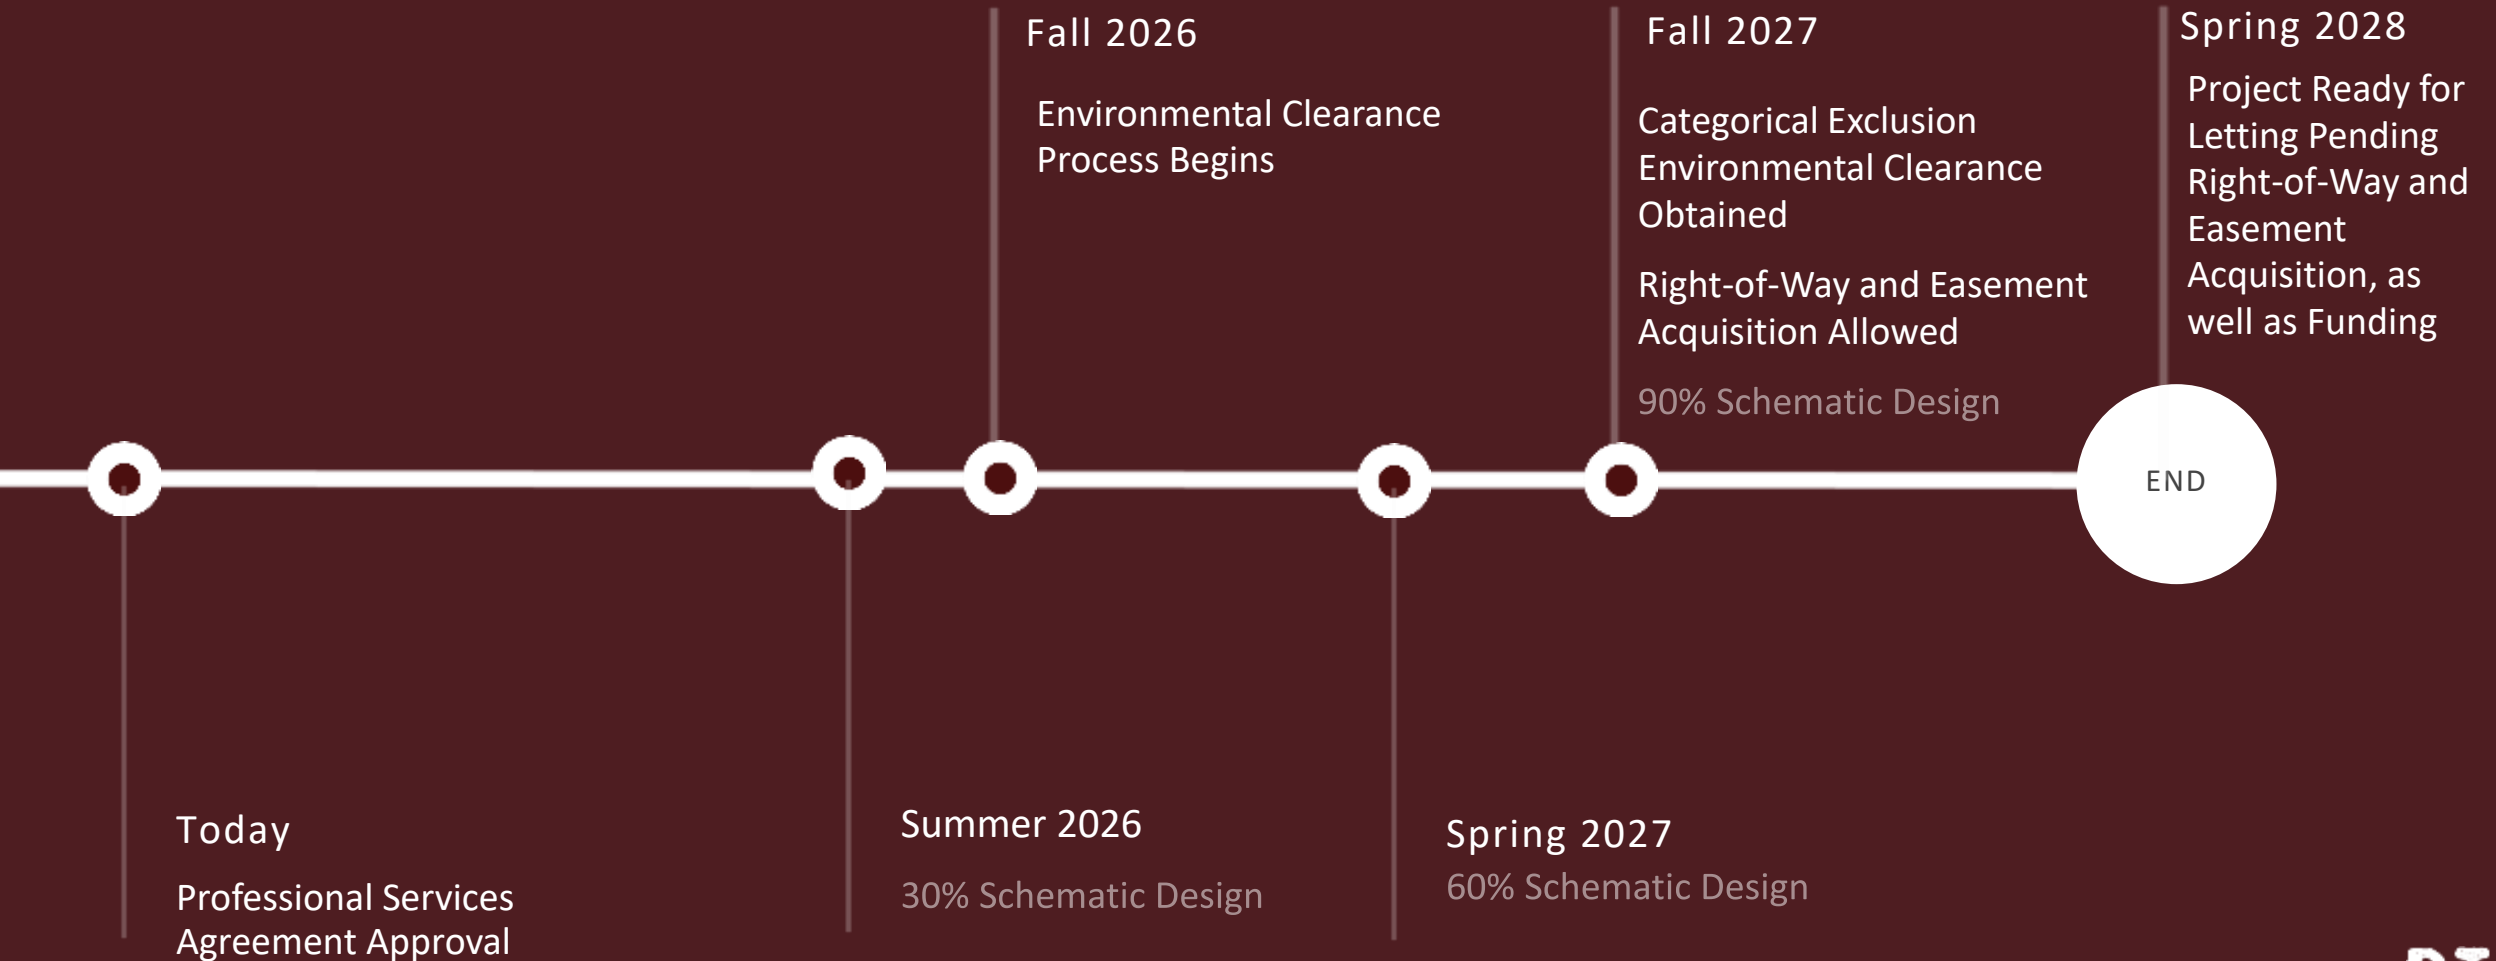 Fall 2026
Environmental Clearance
Process Begins
Fall 2027
Categorical Exclusion
Environmental Clearance
Obtained
Right-of-Way and Easement
Acquisition Allowed
90% Schematic Design
Spring 2028
Project Ready for
Letting Pending
Right-of-Way and
Easement
Acquisition, as
well as Funding
END
Today
Professional Services
Agreement Approval
Summer 2026
30% Schematic Design
Spring 2027
60% Schematic Design